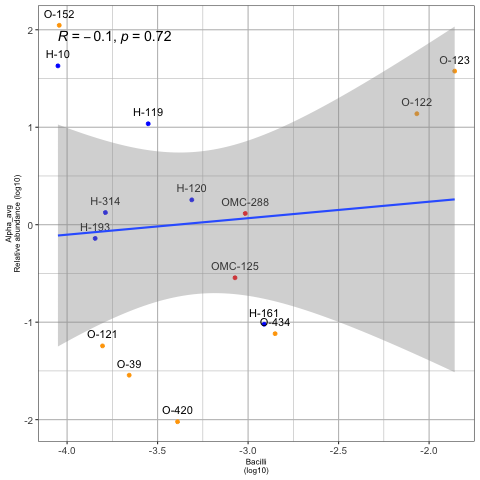 O-152
R = −0.1, p = 0.72
H-10
O-123
O-122
H-119
H-120
H-314
OMC-288
H-193
OMC-125
H-161
O-434
O-121
O-39
O-420
2
1
0
-1
-2
Alpha_avg
Relative abundance (log10)
-4.0 -3.5 -3.0 -2.5 -2.0
Bacilli
(log10)